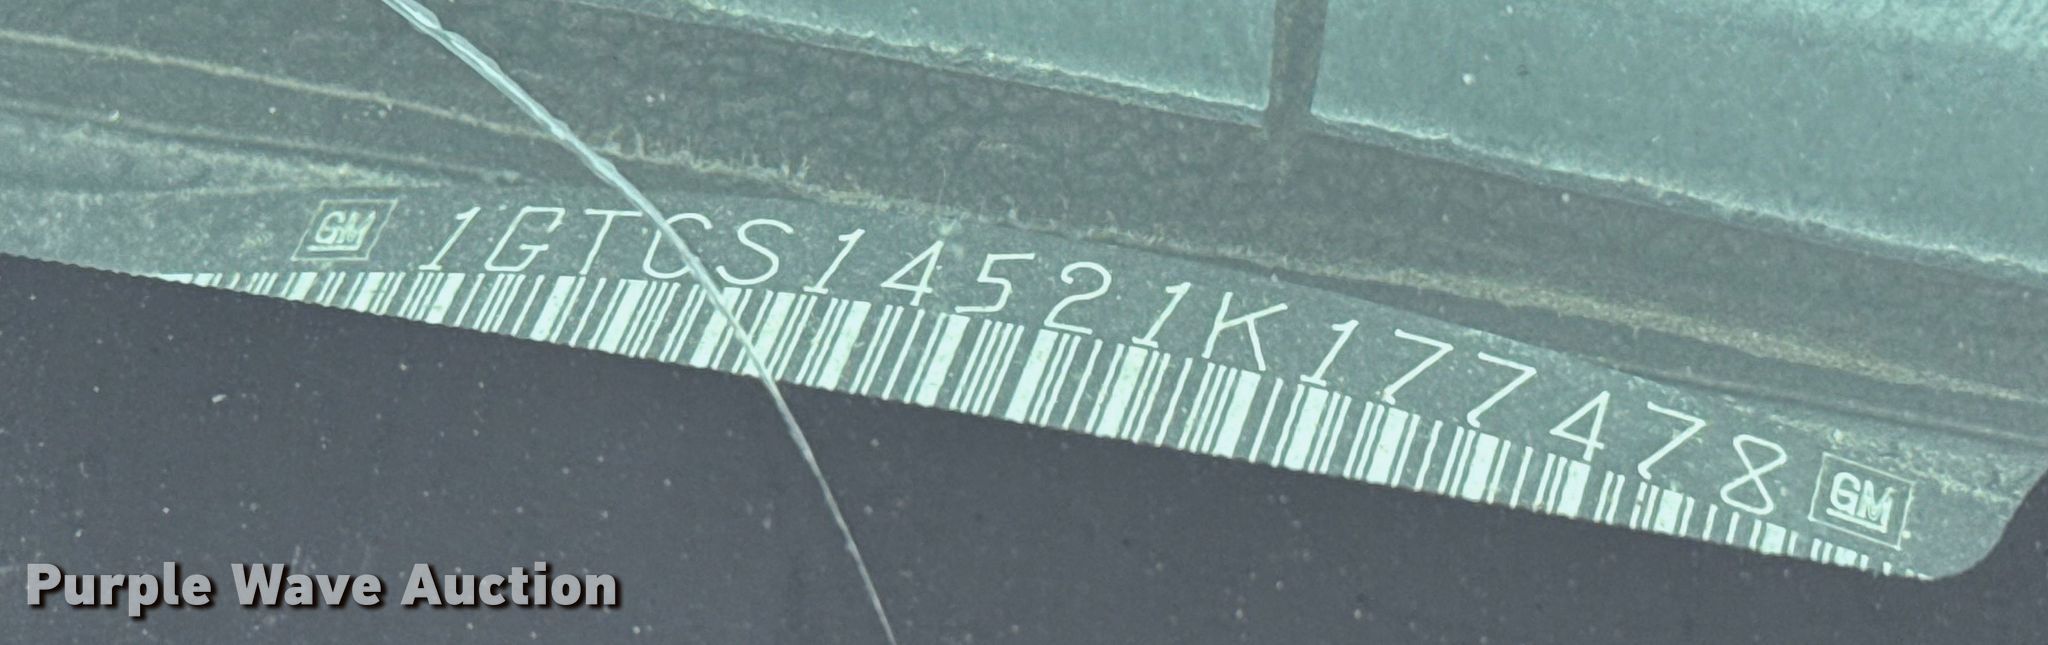 GM 1GTCS14521K177478 GM
Purple Wave Auction